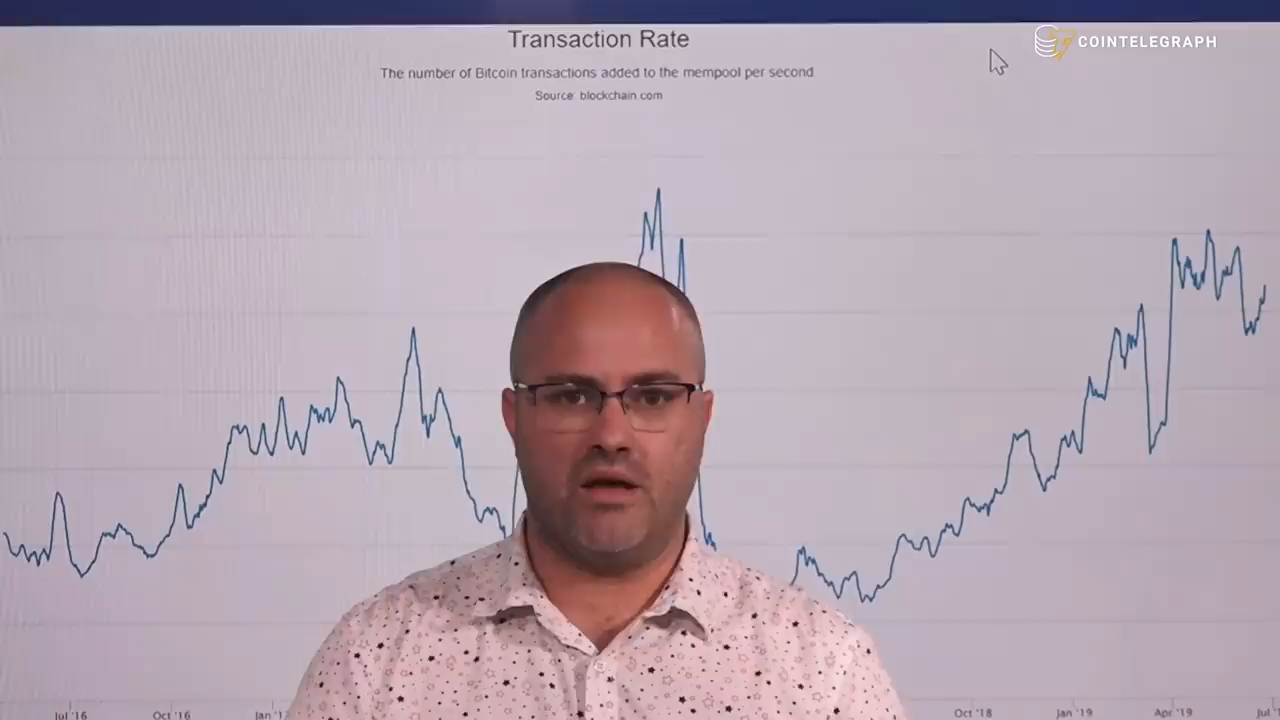 Transaction Rate
COINTELEGRAPH
The number of Bitcoin transactions added to the mempool per second
Source: blockchain.com
Jul '16
Oct '16
Oct '18
Jan '19
Apr '19